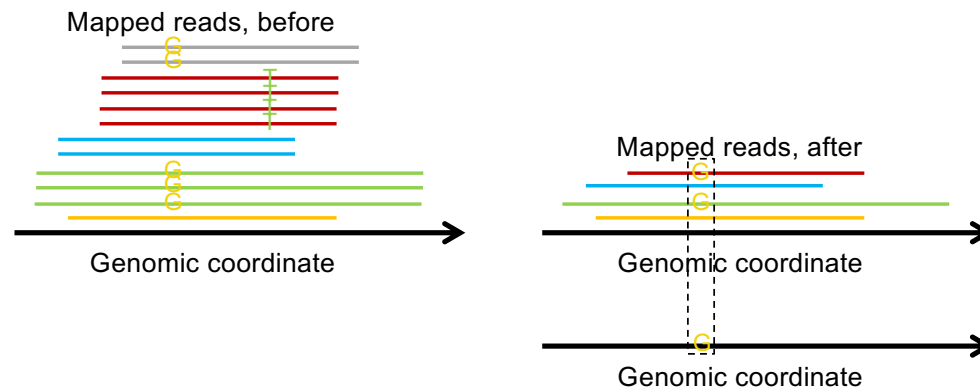 Mapped reads, before
G
G
T
T
T
T
G
G
G
Genomic coordinate
Mapped reads, after
G
G
Genomic coordinate
G
Genomic coordinate